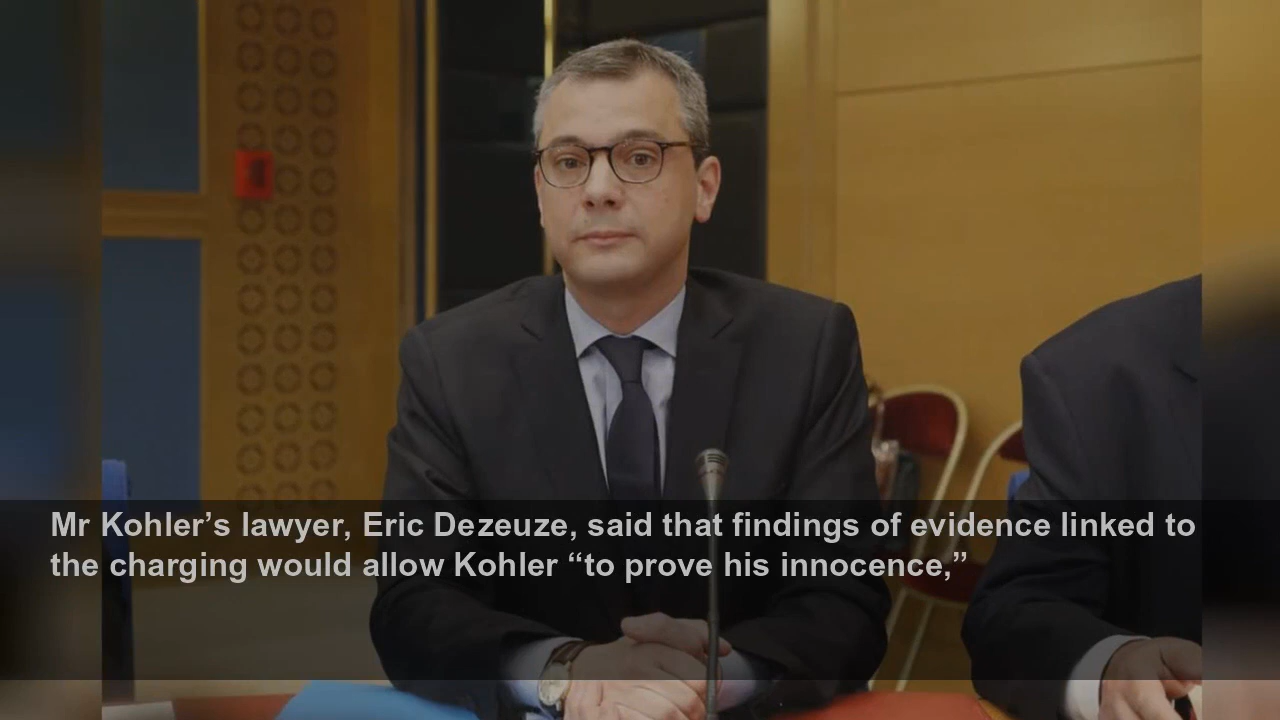 Mr Kohler’s lawyer, Eric Dezeuze, said that findings of evidence linked to
the charging would allow Kohler “to prove his innocence,”